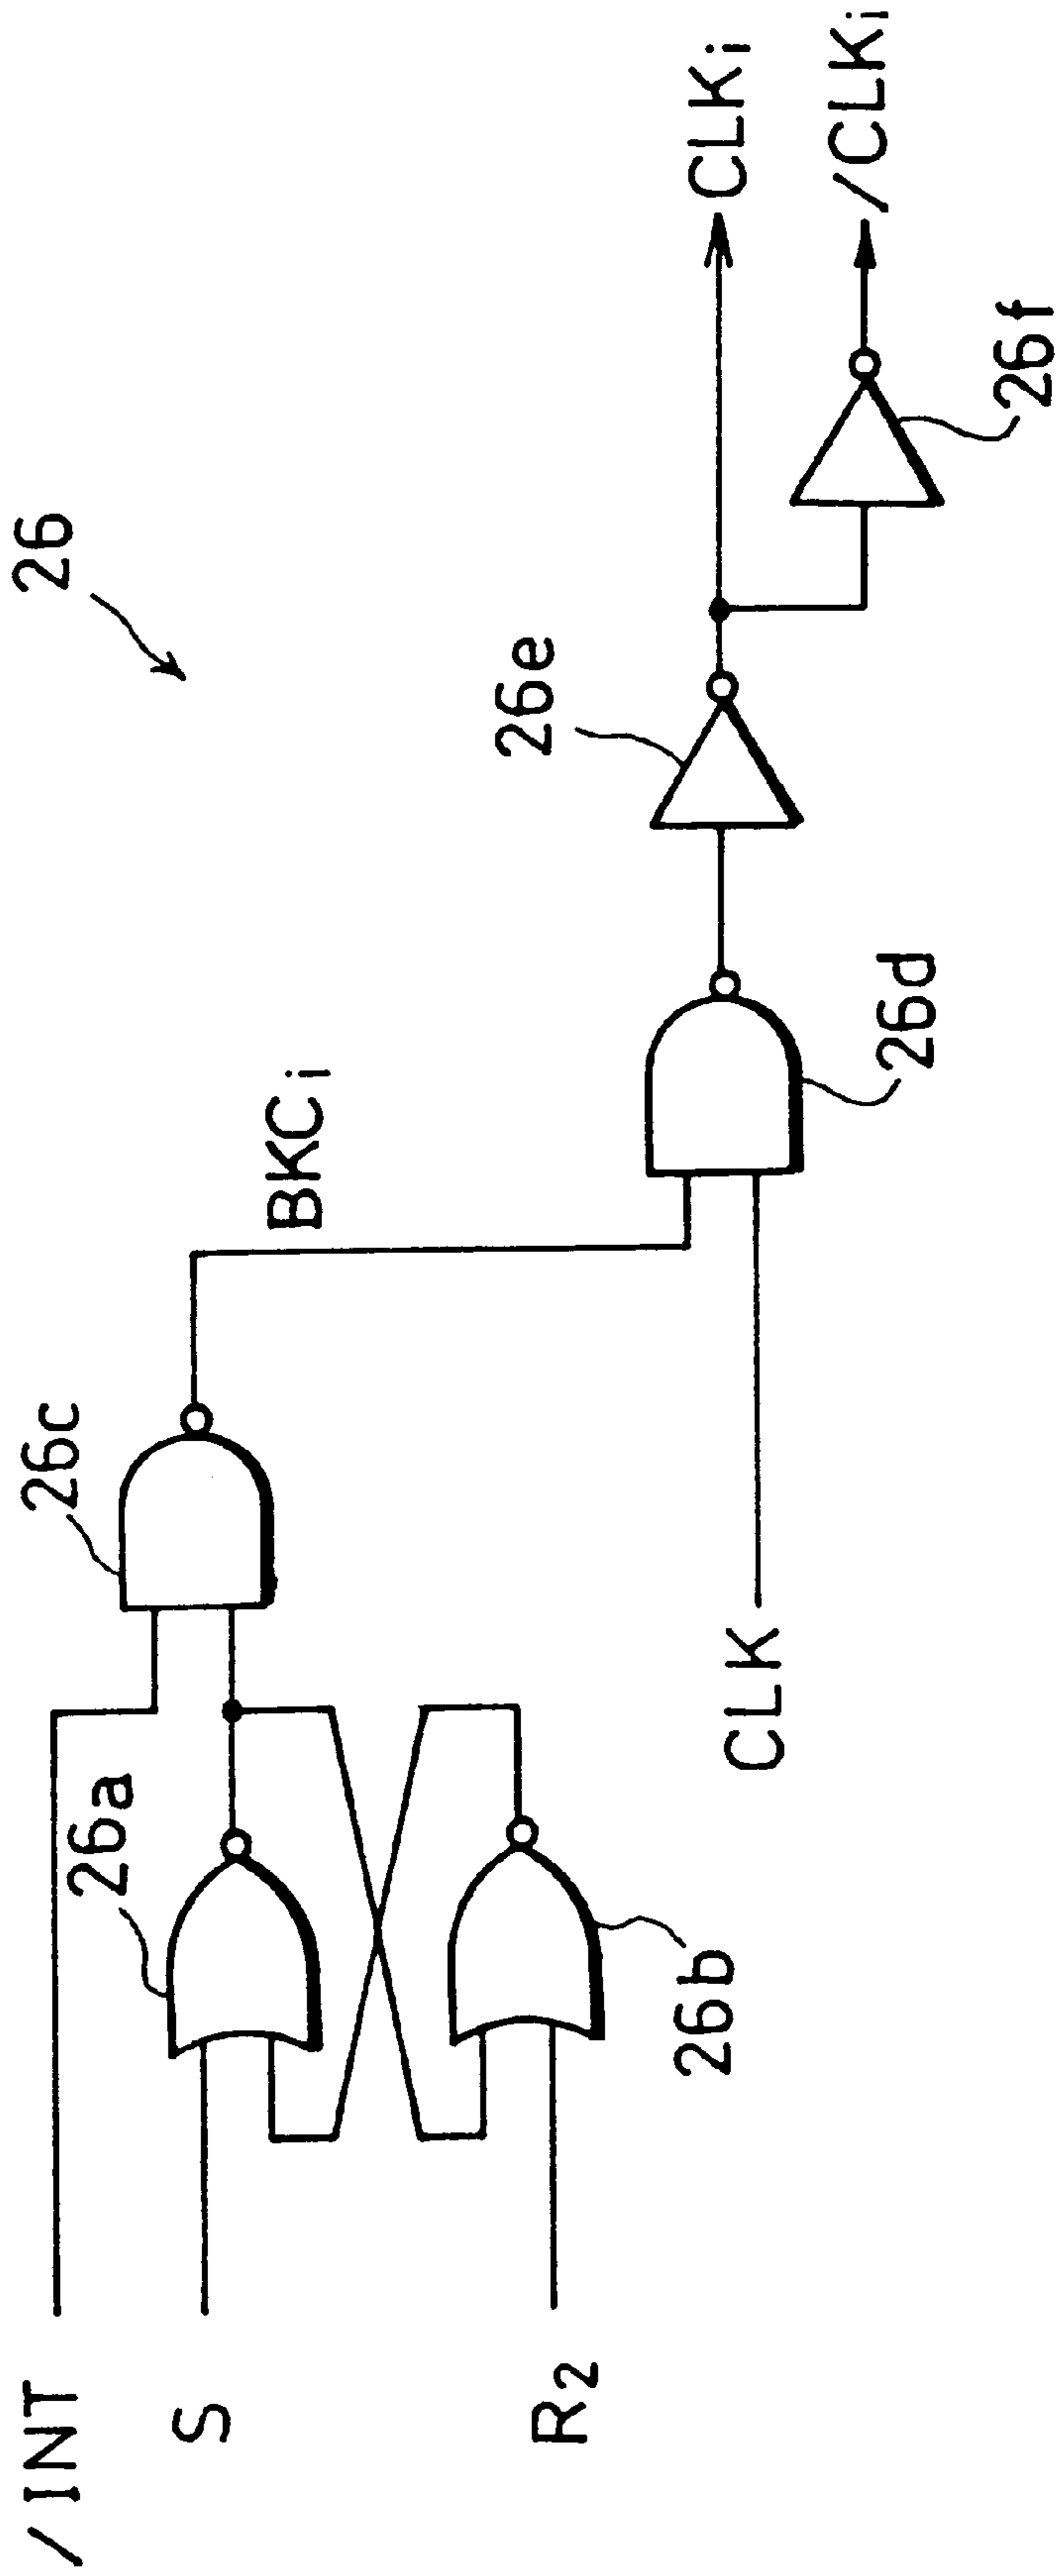 26
/INT
S
R2
26a
26b
26c
BKCi
CLK
26d
26e
26f
CLKi
/CLKi